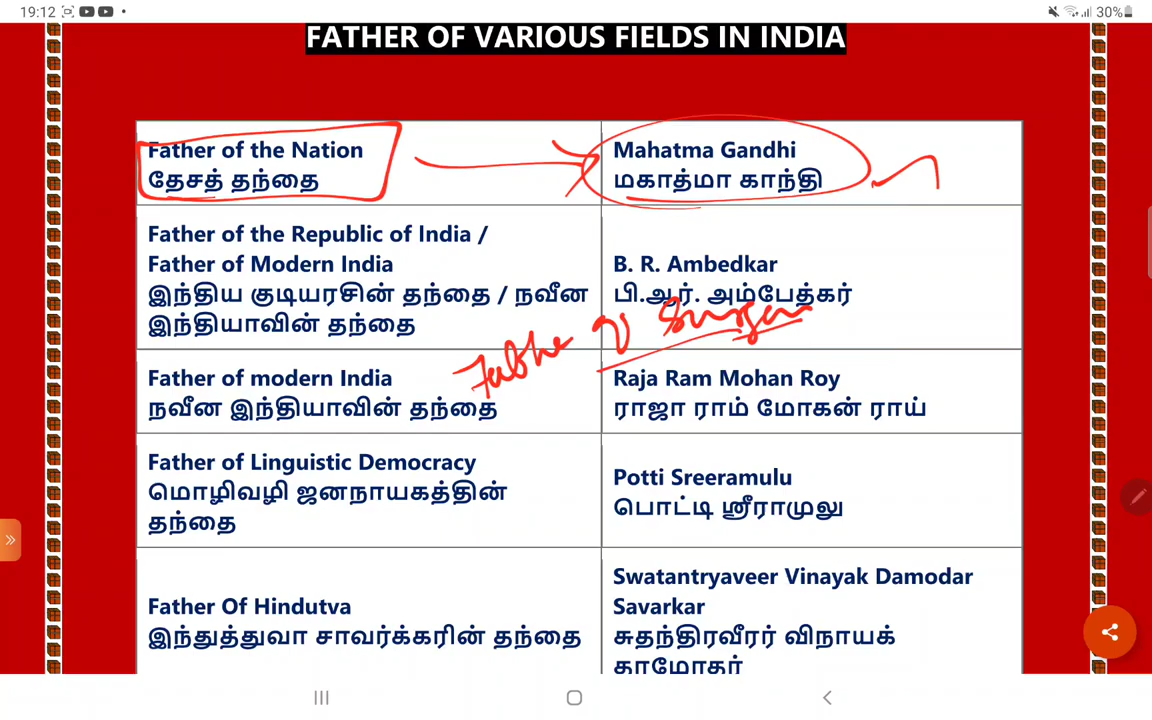 19:12
30%
FATHER OF VARIOUS FIELDS IN INDIA
Father of the Nation
தேசத் தந்தை
Mahatma Gandhi
மகாத்மா காந்தி
Father of the Republic of India /
Father of Modern India
இந்திய குடியரசின் தந்தை / நவீன
இந்தியாவின் தந்தை
B. R. Ambedkar
பி.ஆர். அம்பேத்கர்
Father of modern India
நவீன இந்தியாவின் தந்தை
Raja Ram Mohan Roy
ராஜா ராம் மோகன் ராய்
Father of Linguistic Democracy
மொழிவழி ஜனநாயகத்தின்
தந்தை
Potti Sreeramulu
பொட்டி ஸ்ரீராமுலு
Father Of Hindutva
இந்துத்துவா சாவர்க்கரின் தந்தை
Swatantryaveer Vinayak Damodar
Savarkar
சுதந்திரவீரர் விநாயக்